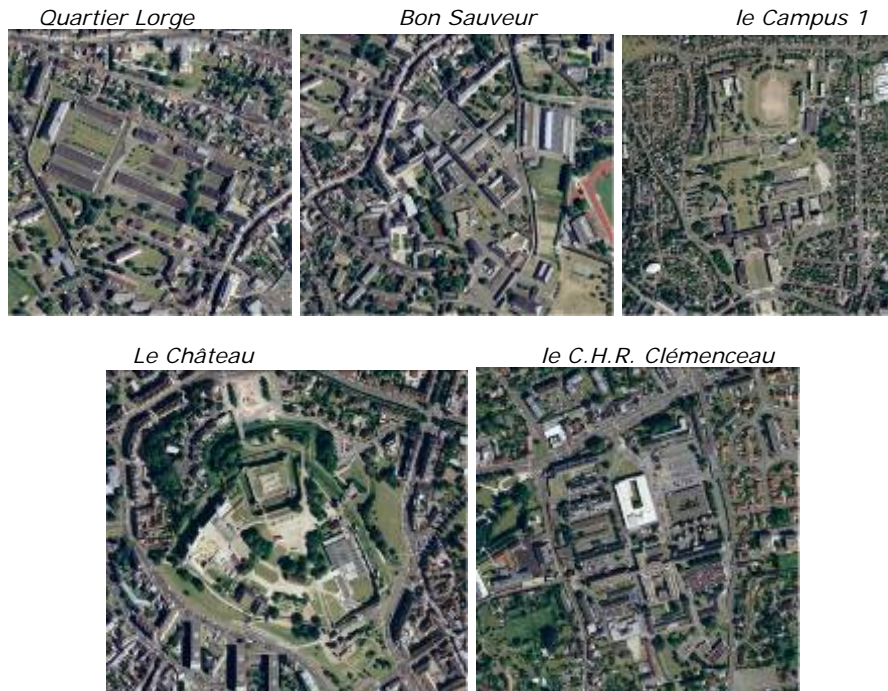 Quartier Lorge
Bon Sauveur
le Campus 1
Le Château
le C.H.R. Clémenceau